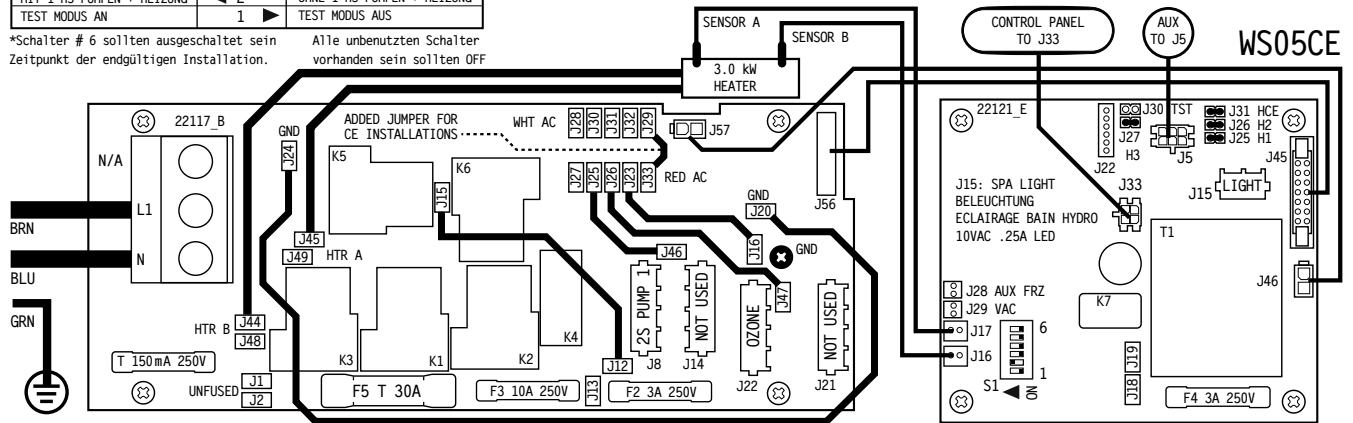 TEST MODUS AN 1 TEST MODUS AUS
*Schalter # 6 sollten ausgeschaltet sein
Zeitpunkt der endgültigen Installation.
Alle unbenutzten Schalter
vorhanden sein sollten OFF
SENSOR A
SENSOR B
3.0 kW
HEATER
CONTROL PANEL
TO J33
AUX
TO J5
WS05CE
22117_B
N/A
L1
N
BRN
BLU
GRN
GND
J24
ADDED JUMPER FOR
CE INSTALLATIONS
WHT AC
J28
J30
J31
J32
J29
J57
K5
K6
J15
J27
J25
J26
J23
J33
RED AC
J56
GND
J20
J16
GND
J45
J49
HTR A
J46
J47
HTR B
J44
J48
K3
K1
K2
K4
2S PUMP 1
NOT USED
OZONE
NOT USED
J12
J8
J14
J22
J21
T 150mA 250V
UNFUSED
J1
J2
F5 T 30A
F3 10A 250V
J13
F2 3A 250V
22121_E
J30 TST
J27
J22
H3
J5
J31 HCE
J26 H2
J25 H1
J45
J15
LIGHT
J33
J15: SPA LIGHT
BELEUCHTUNG
ECLAIRAGE BAIN HYDRO
10VAC .25A LED
T1
J46
K7
J28 AUX FRZ
J29 VAC
J17
J16
6
1
S1
ON
J19
J18
F4 3A 250V